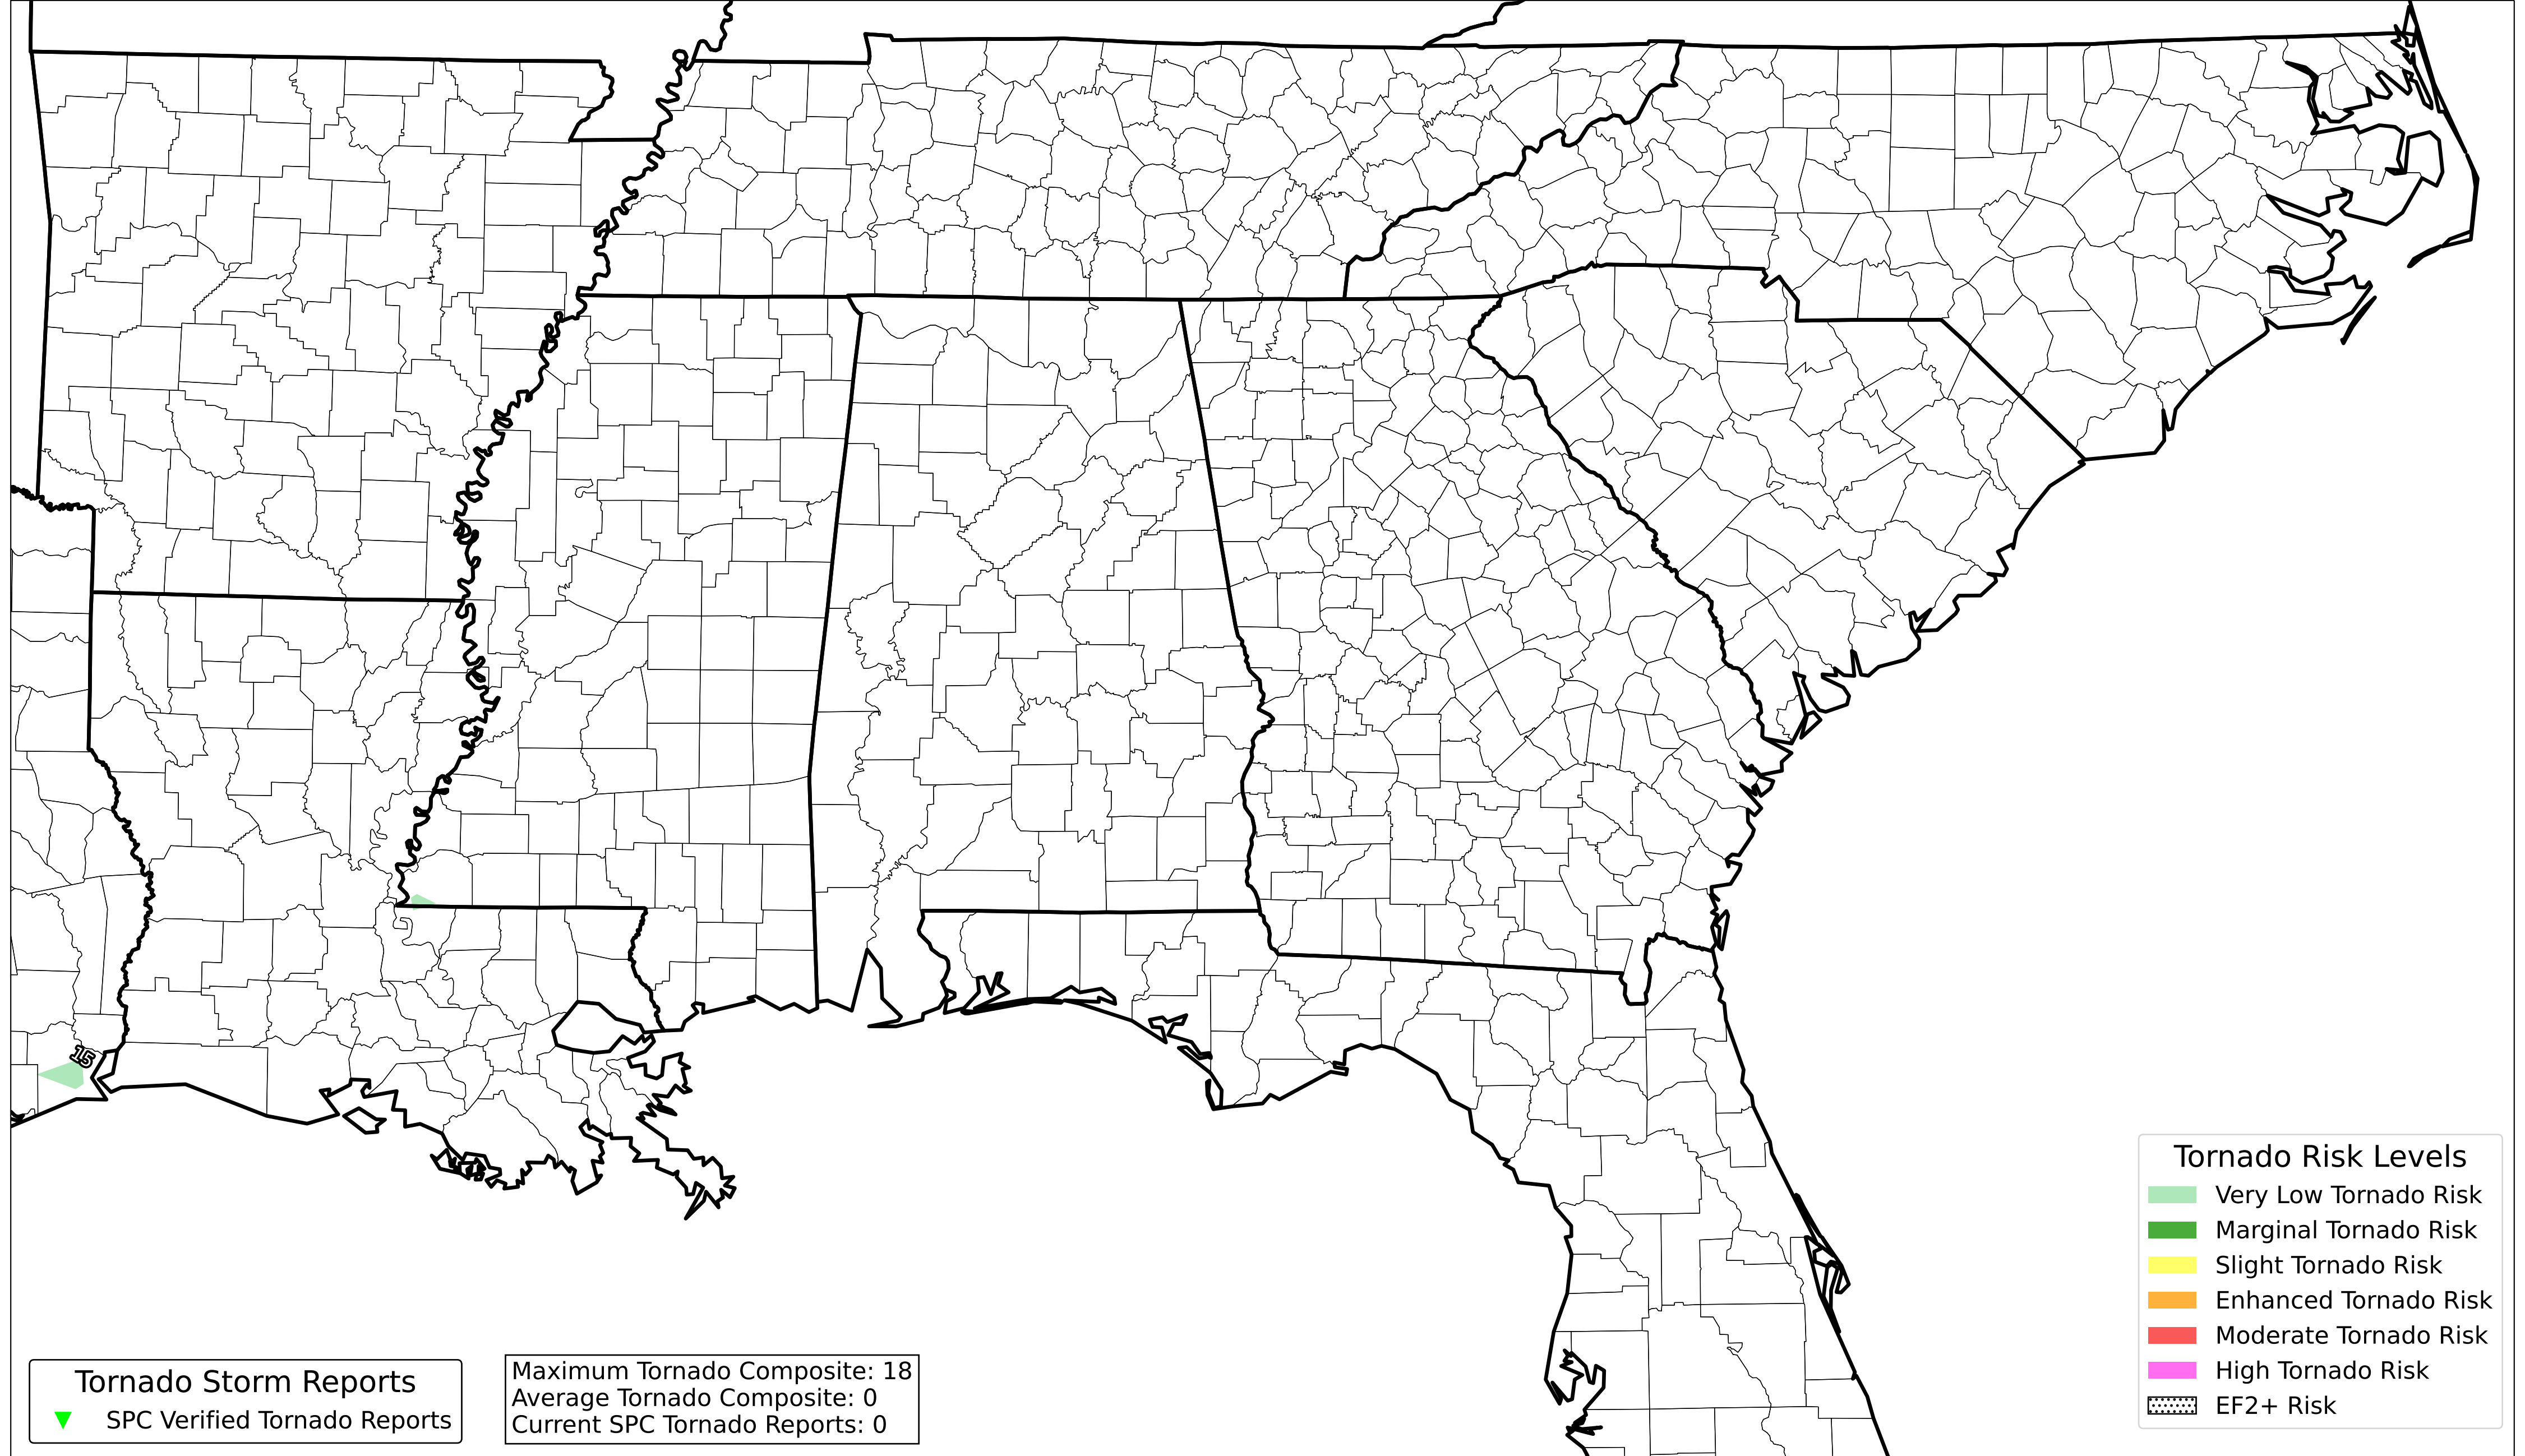 15
Tornado Storm Reports
SPC Verified Tornado Reports
Maximum Tornado Composite: 18
Average Tornado Composite: 0
Current SPC Tornado Reports: 0
Tornado Risk Levels
Very Low Tornado Risk
Marginal Tornado Risk
Slight Tornado Risk
Enhanced Tornado Risk
Moderate Tornado Risk
High Tornado Risk
EF2+ Risk